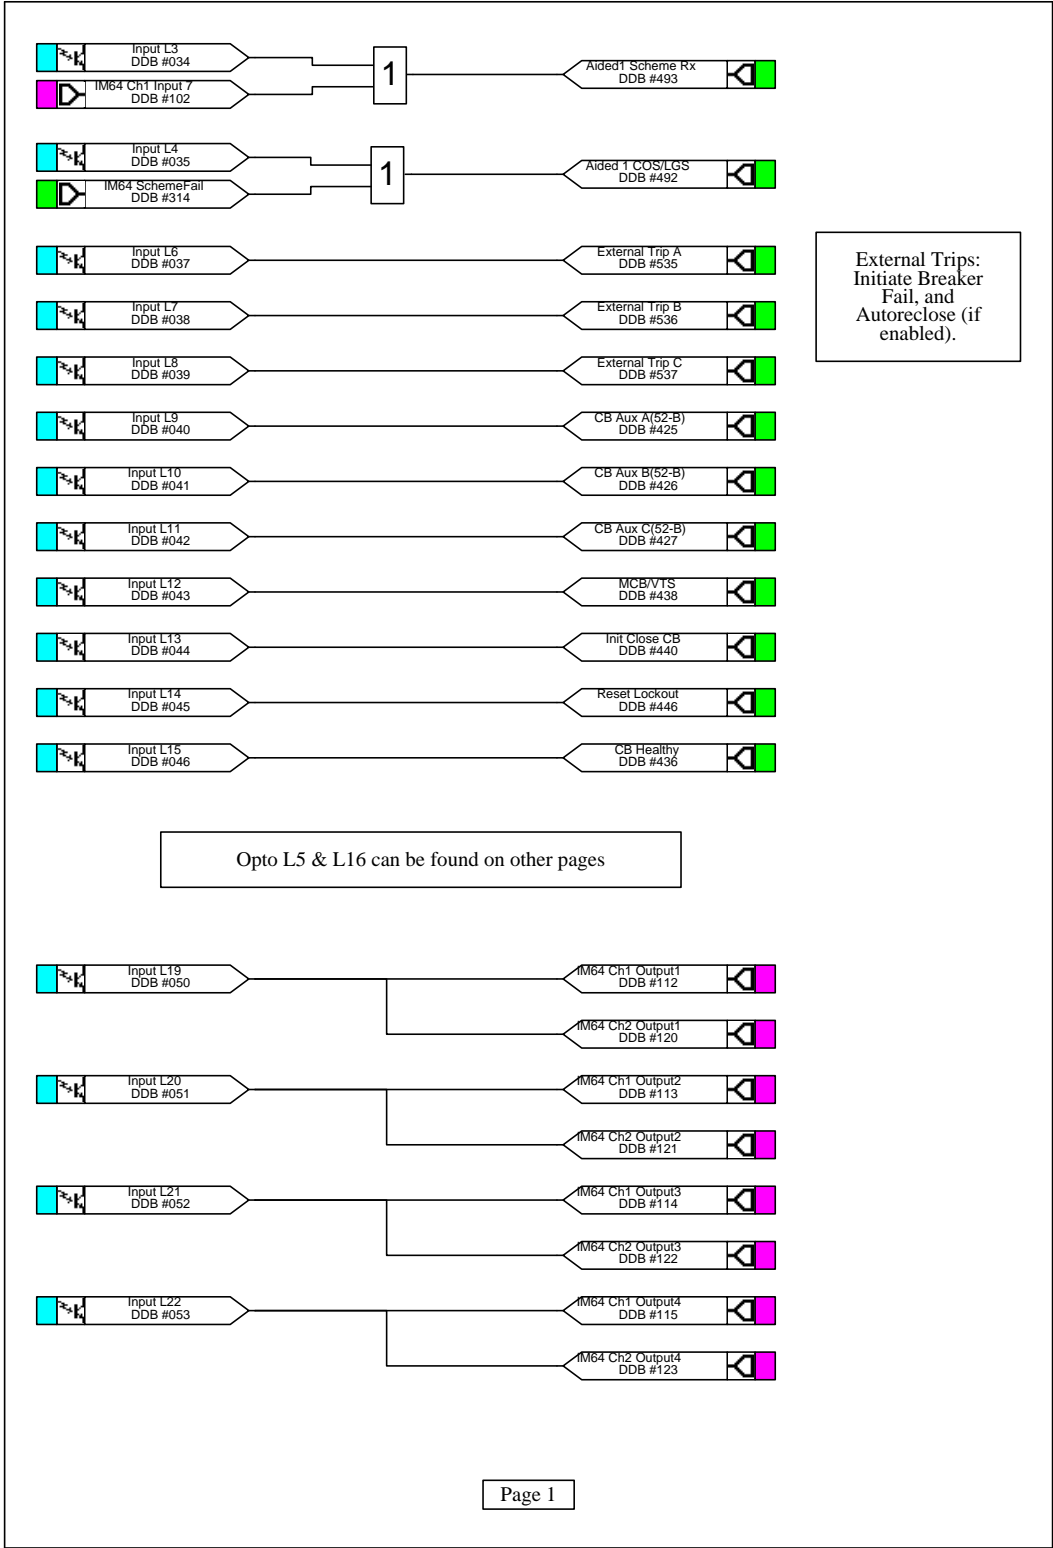 Input L3
DDB #034
IM64 Ch1 Input 7
DDB #102
1
Aided1 Scheme Rx
DDB #493
Input L4
DDB #035
IM64 SchemeFail
DDB #314
1
Aided 1 COS/LGS
DDB #492
Input L6
DDB #037
External Trip A
DDB #535
Input L7
DDB #038
External Trip B
DDB #536
Input L8
DDB #039
External Trip C
DDB #537
External Trips:
Initiate Breaker
Fail, and
Autoreclose (if
enabled).
Input L9
DDB #040
CB Aux A(52-B)
DDB #425
Input L10
DDB #041
CB Aux B(52-B)
DDB #426
Input L11
DDB #042
CB Aux C(52-B)
DDB #427
Input L12
DDB #043
MCB/VTS
DDB #438
Input L13
DDB #044
Init Close CB
DDB #440
Input L14
DDB #045
Reset Lockout
DDB #446
Input L15
DDB #046
CB Healthy
DDB #436
Opto L5 & L16 can be found on other pages
Input L19
DDB #050
IM64 Ch1 Output1
DDB #112
IM64 Ch2 Output1
DDB #120
Input L20
DDB #051
IM64 Ch1 Output2
DDB #113
IM64 Ch2 Output2
DDB #121
Input L21
DDB #052
IM64 Ch1 Output3
DDB #114
IM64 Ch2 Output3
DDB #122
Input L22
DDB #053
IM64 Ch1 Output4
DDB #115
IM64 Ch2 Output4
DDB #123
Page 1